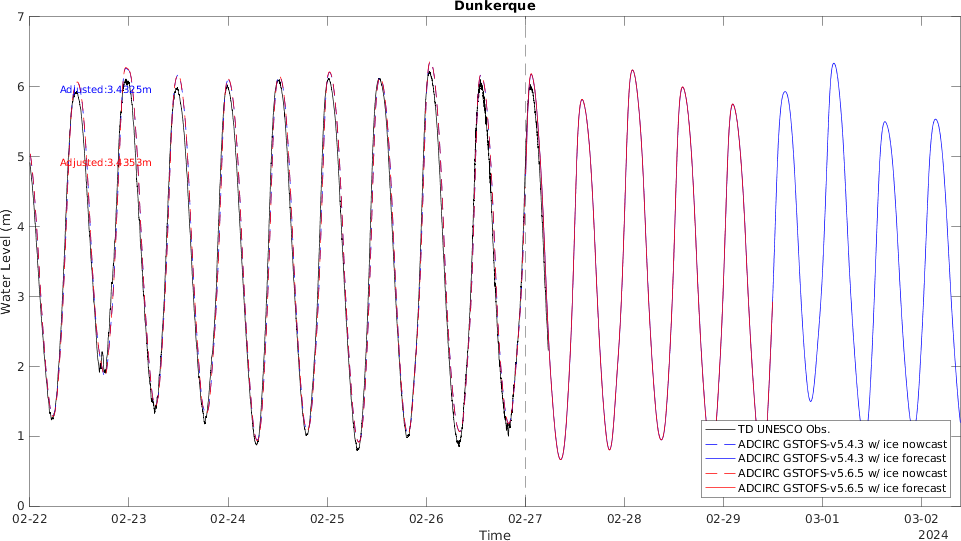 Dunkerque
7
6
5
4
3
2
1
0
Water Level (m)
Adjusted:3.4325m
Adjusted:3.4353m
TD UNESCO Obs.
ADCIRC GSTOFS-v5.4.3 w/ ice nowcast
ADCIRC GSTOFS-v5.4.3 w/ ice forecast
ADCIRC GSTOFS-v5.6.5 w/ ice nowcast
ADCIRC GSTOFS-v5.6.5 w/ ice forecast
02-22 02-23 02-24 02-25 02-26 02-27 02-28 02-29 03-01 03-02
Time
2024